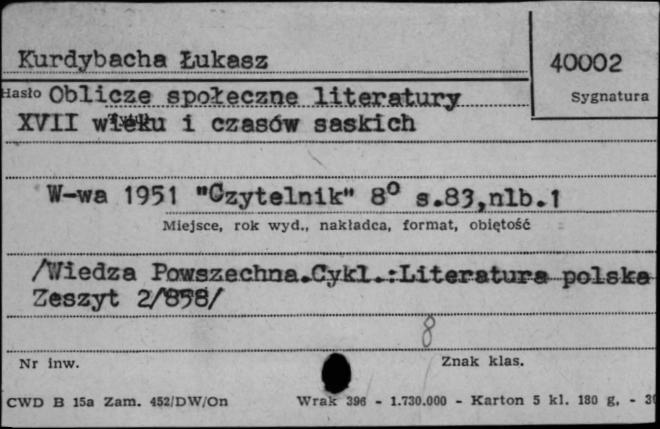 Kurdybacha Łukasz
40002
Hasło Oblicze społeczne literatury
Sygnatura
XVII wieku i czasów saskich
W-wa 1951 "Czytelnik" 8° s.83,nlb.1
Miejsce, rok wyd., nakładca, format, objętość
/Wiedza Powszechna.Cykl.:Literatura polska
Zeszyt 2/858/
8
Nr inw.
Znak klas.
CWD B 15a Zam. 452/DW/On Wrak 396 - 1.730.000 - Karton 5 kl. 180 g, - 30